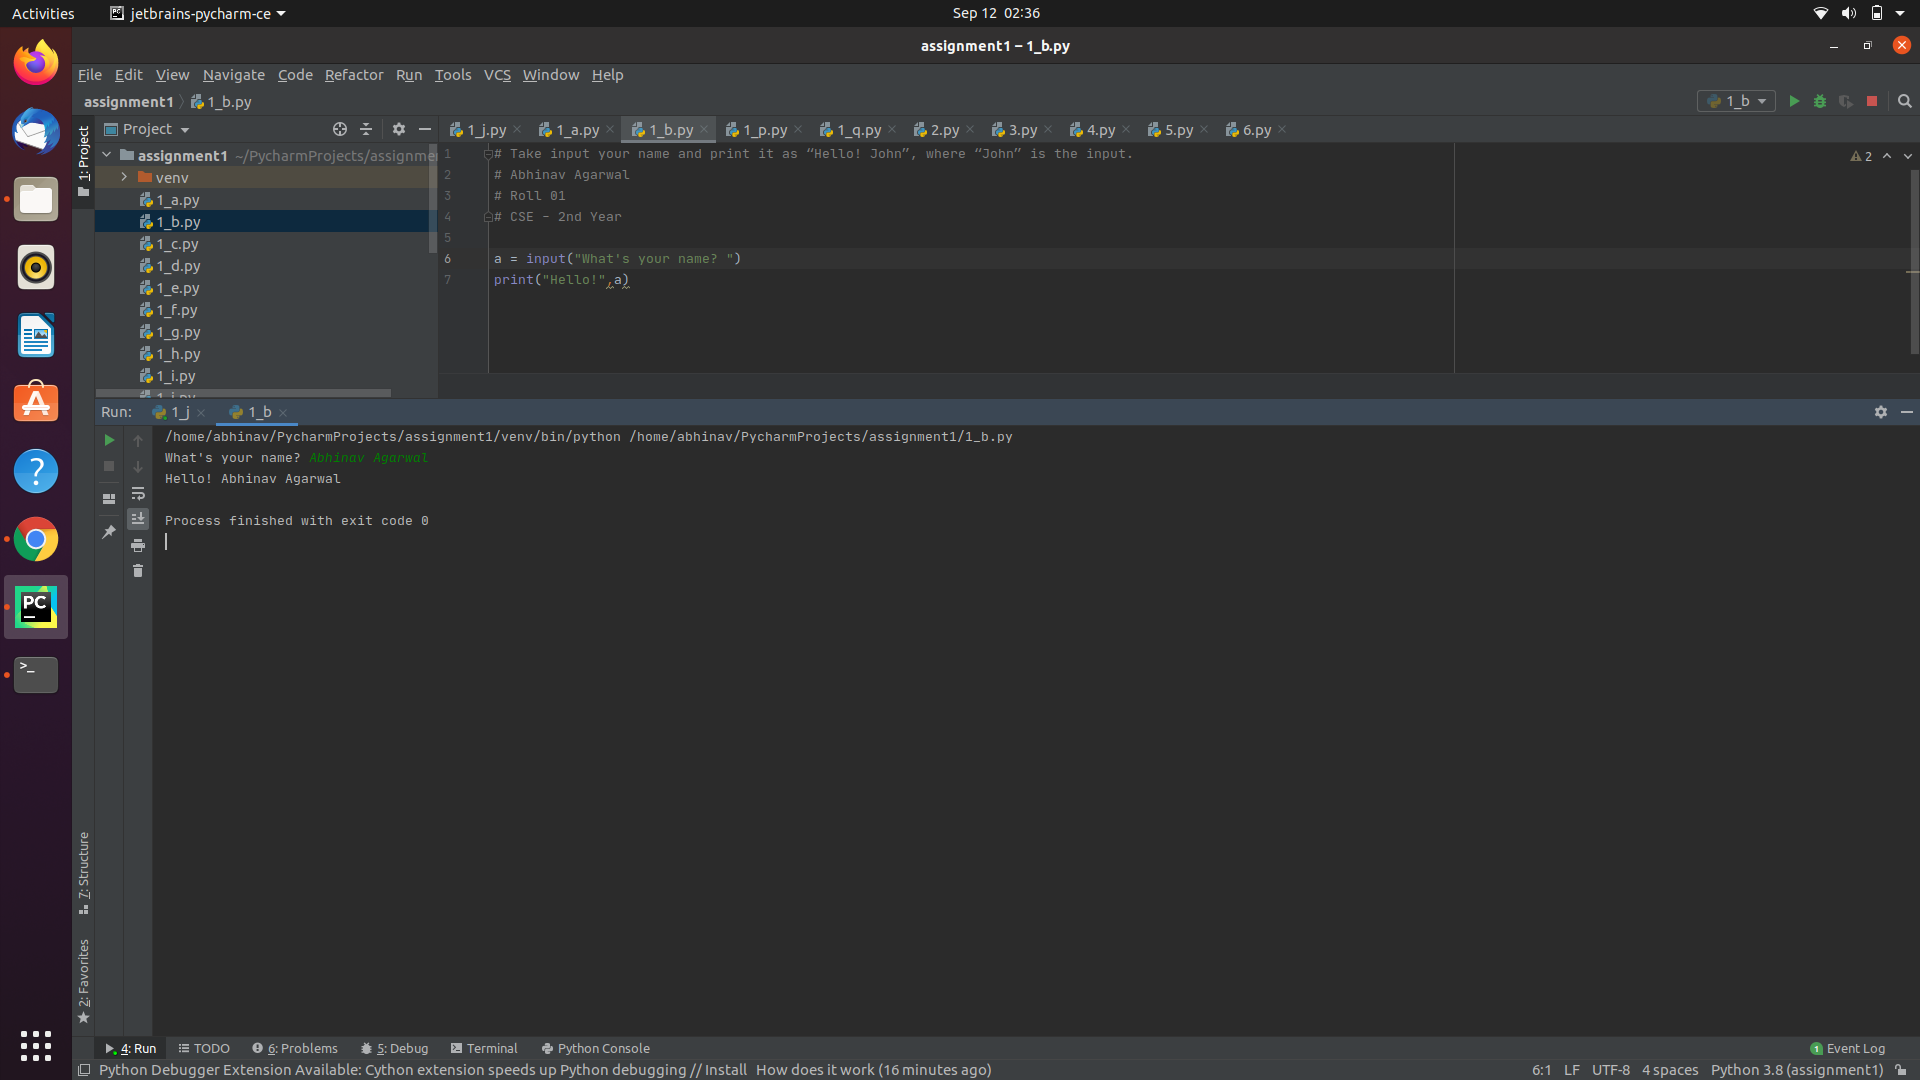 Activities jetbrains-pycharm-ce Sep 12 02:36
assignment1 – 1_b.py
File Edit View Navigate Code Refactor Run Tools VCS Window Help
assignment1 1_b.py 1_b
Project 1_j.py 1_a.py 1_b.py 1_p.py 1_q.py 2.py 3.py 4.py 5.py 6.py
1: Project
assignment1 ~/PycharmProjects/assignme
venv
1_a.py
1_b.py
1_c.py
1_d.py
1_e.py
1_f.py
1_g.py
1_h.py
1_i.py
1_j.py
1 # Take input your name and print it as “Hello! John”, where “John” is the input.
2 # Abhinav Agarwal
3 # Roll 01
4 # CSE - 2nd Year
5
6 a = input("What's your name? ")
7 print("Hello!",a)
2
Run: 1_j 1_b
/home/abhinav/PycharmProjects/assignment1/venv/bin/python /home/abhinav/PycharmProjects/assignment1/1_b.py
What's your name? Abhinav Agarwal
Hello! Abhinav Agarwal
Process finished with exit code 0
PC
>_
7: Structure
2: Favorites
4: Run TODO 6: Problems 5: Debug Terminal Python Console 1 Event Log
Python Debugger Extension Available: Cython extension speeds up Python debugging // Install How does it work (16 minutes ago) 6:1 LF UTF-8 4 spaces Python 3.8 (assignment1)